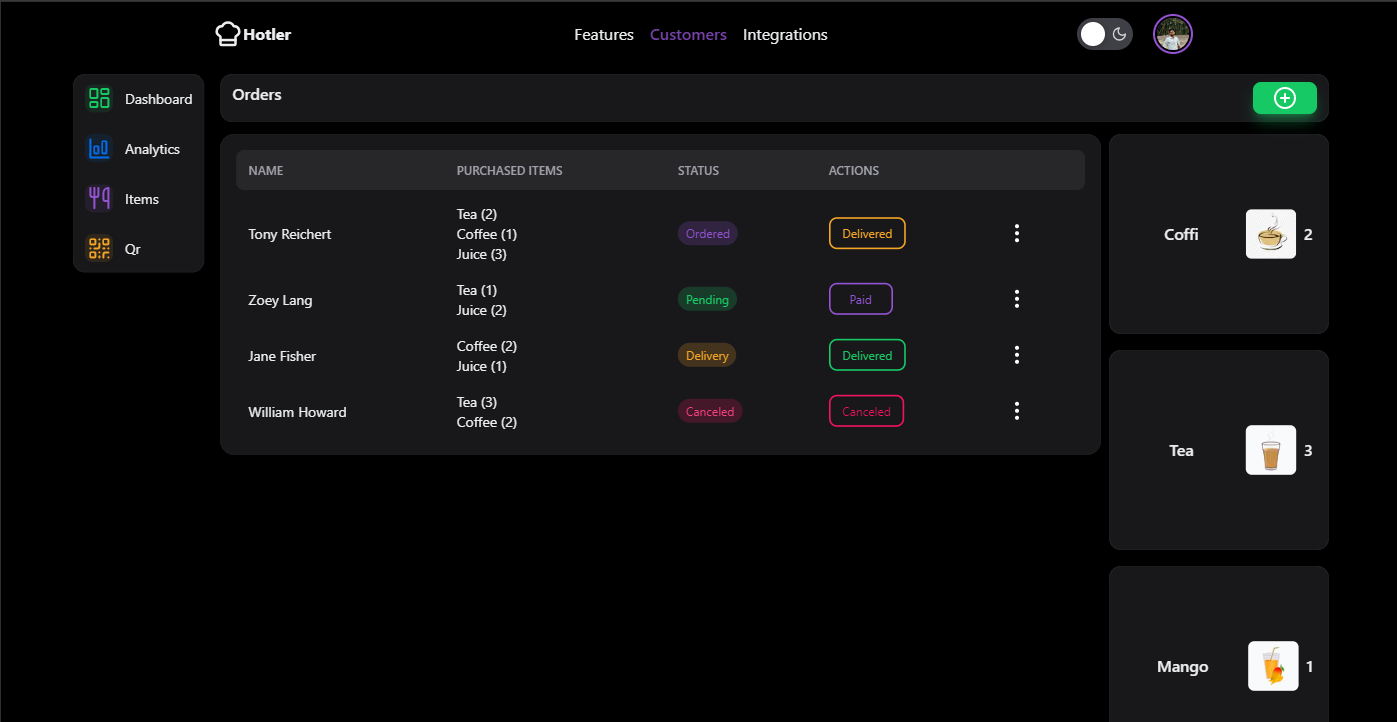 Hotler
Features Customers Integrations
Dashboard
Analytics
Items
Qr
Orders
NAME PURCHASED ITEMS STATUS ACTIONS
Tony Reichert
Tea (2)
Coffee (1)
Juice (3)
Ordered
Delivered
Zoey Lang
Tea (1)
Juice (2)
Pending
Paid
Jane Fisher
Coffee (2)
Juice (1)
Delivery
Delivered
William Howard
Tea (3)
Coffee (2)
Canceled
Canceled
Coffi 2
Tea 3
Mango 1